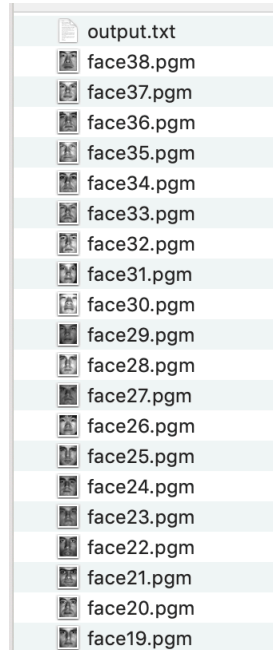 output.txt
face38.pgm
face37.pgm
face36.pgm
face35.pgm
face34.pgm
face33.pgm
face32.pgm
face31.pgm
face30.pgm
face29.pgm
face28.pgm
face27.pgm
face26.pgm
face25.pgm
face24.pgm
face23.pgm
face22.pgm
face21.pgm
face20.pgm
face19.pgm